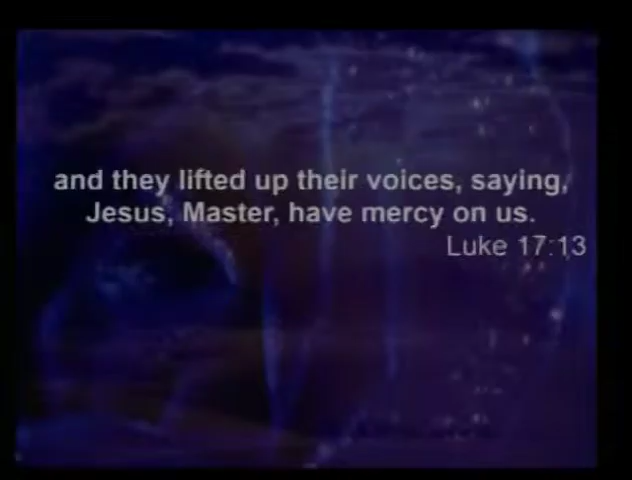 and they lifted up their voices, saying,
Jesus, Master, have mercy on us.
Luke 17:13